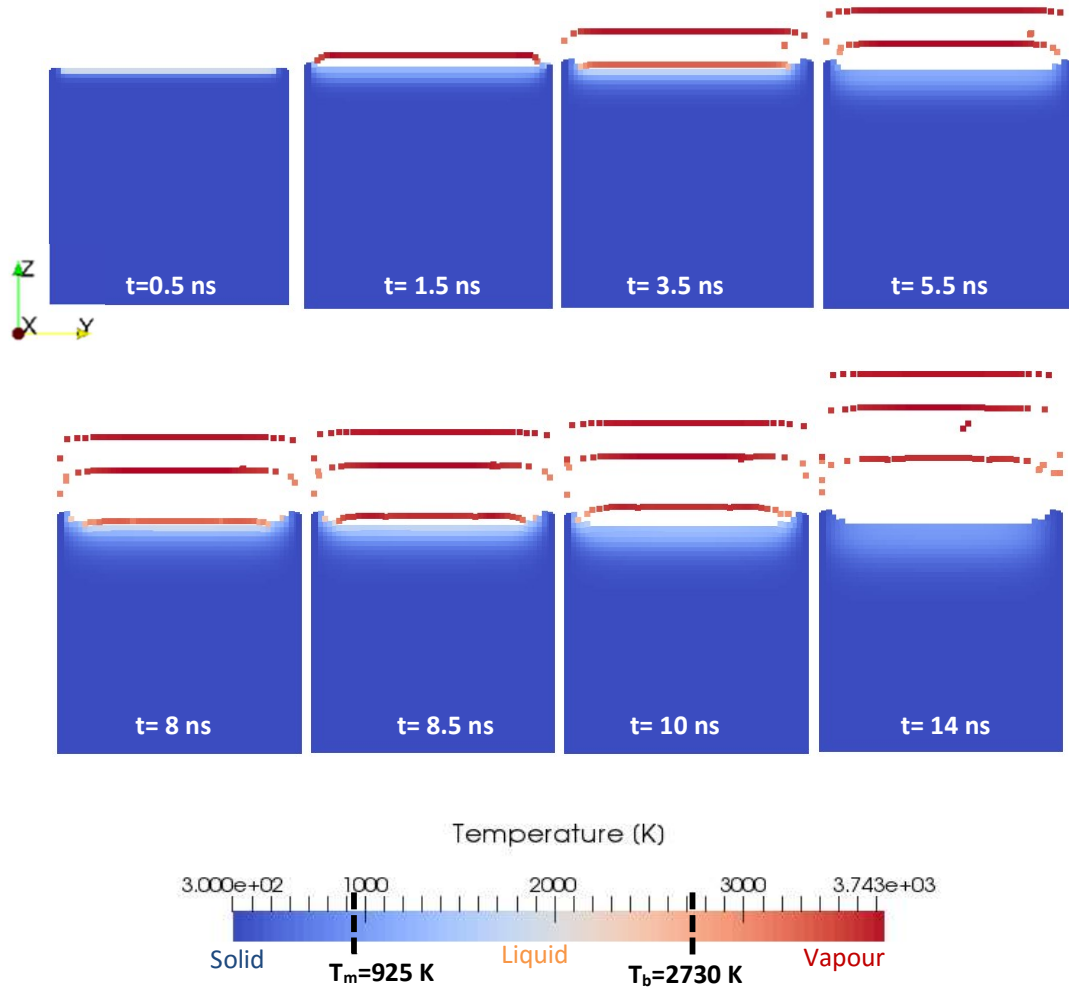 t=0.5 ns
t= 1.5 ns
t= 3.5 ns
t= 5.5 ns
Z
X
Y
t= 8 ns
t= 8.5 ns
t= 10 ns
t= 14 ns
Temperature (K)
3.000e+02 1000 2000 3000 3.743e+03
Solid Liquid Vapour
Tₘ=925 K T_b=2730 K